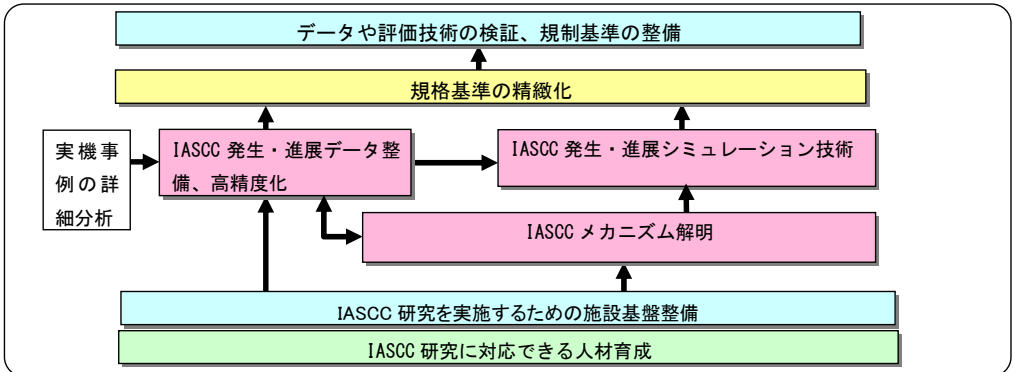 データや評価技術の検証、規制基準の整備
規格基準の精緻化
実機事
例の詳
細分析
IASCC 発生・進展データ整
備、高精度化
IASCC 発生・進展シミュレーション技術
IASCC メカニズム解明
IASCC 研究を実施するための施設基盤整備
IASCC 研究に対応できる人材育成